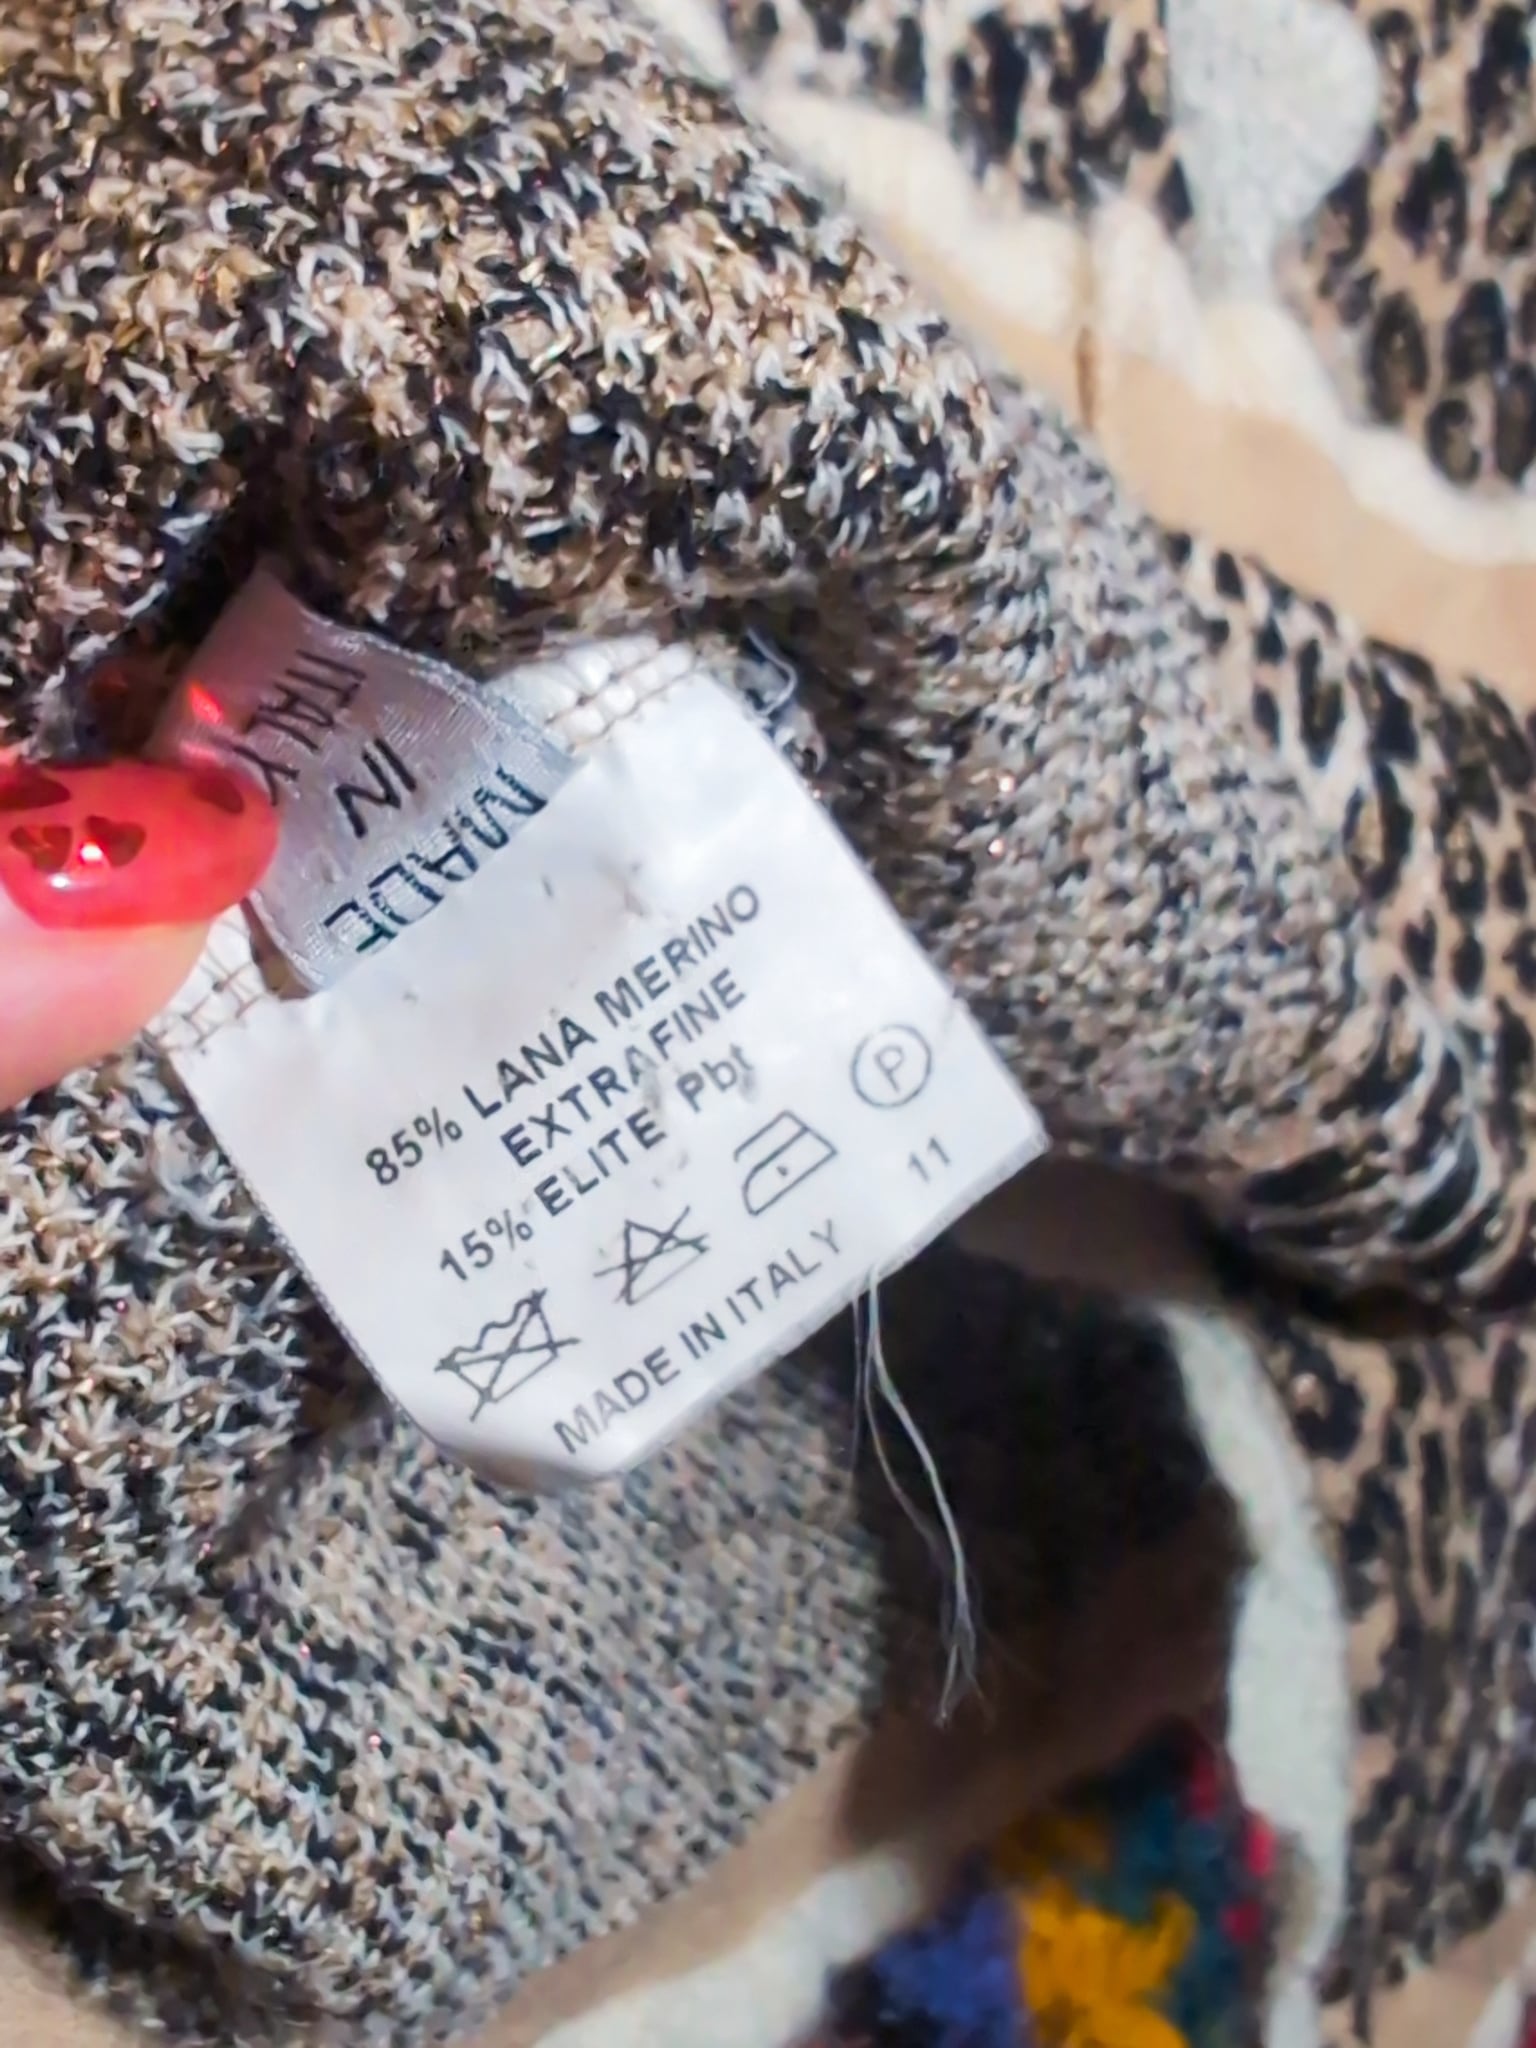 MADE
IN
ITALY
85% LANA MERINO
EXTRAFINE
15% ELITE Pbt
P
11
MADE IN ITALY